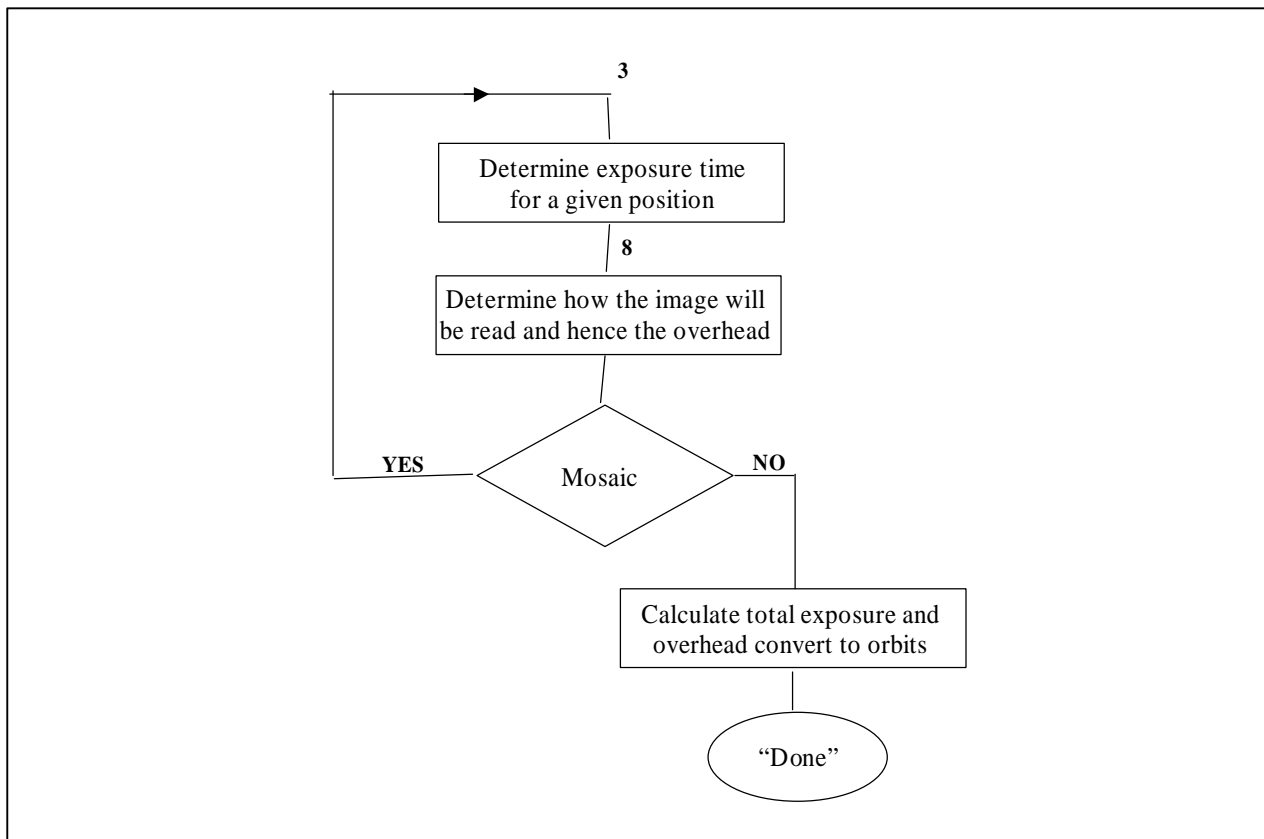 3
Determine exposure time
for a given position
8
Determine how the image will
be read and hence the overhead
YES
Mosaic
NO
Calculate total exposure and
overhead convert to orbits
“Done”